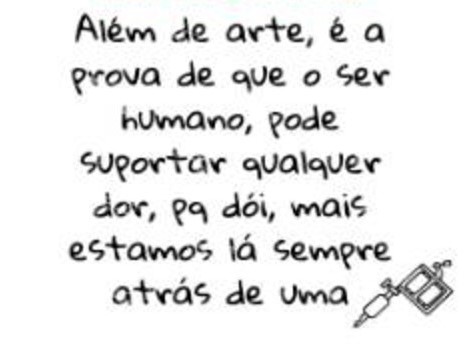 Além de arte, é a
prova de que o ser
humano, pode
suportar qualquer
dor, pq dói, mais
estamos lá sempre
atrás de uma